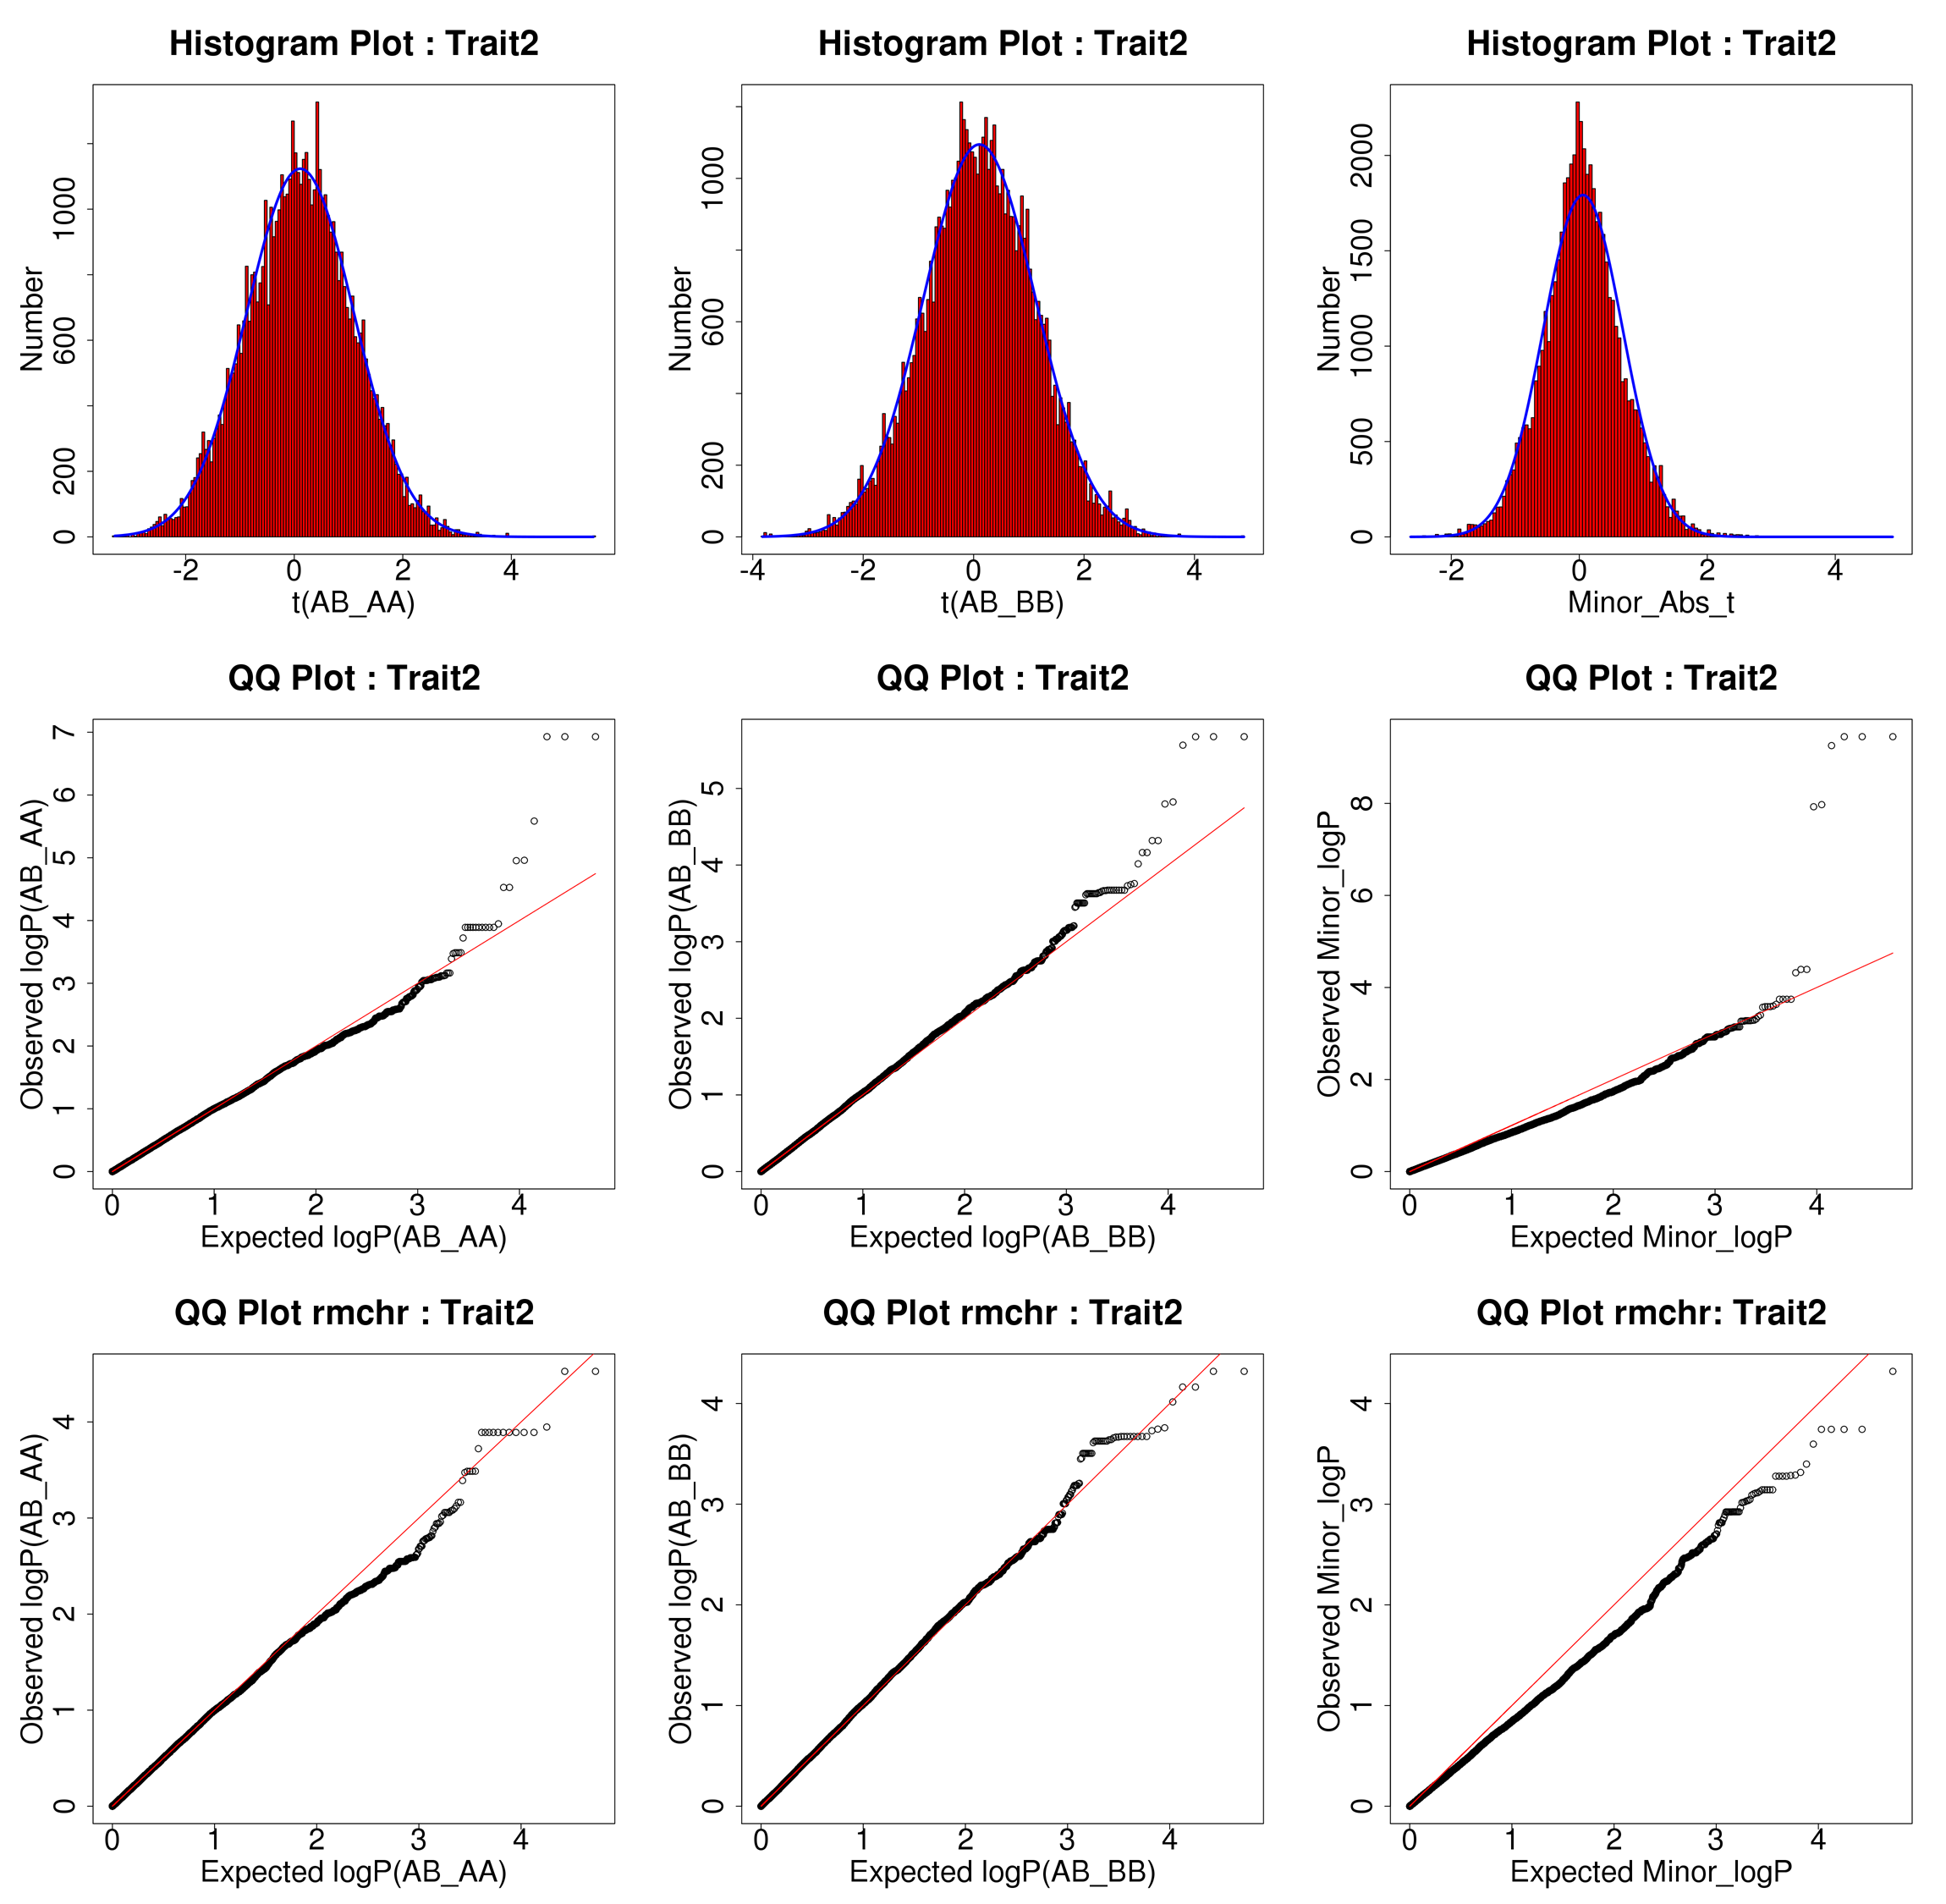 Histogram Plot : Trait2
Number
0 200 600 1000
-2 0 2 4
t(AB_AA)
Histogram Plot : Trait2
Number
0 200 600 1000
-4 -2 0 2 4
t(AB_BB)
Histogram Plot : Trait2
Number
0 500 1000 1500 2000
-2 0 2 4
Minor_Abs_t
QQ Plot : Trait2
Observed logP(AB_AA)
0 1 2 3 4 5 6 7
0 1 2 3 4
Expected logP(AB_AA)
QQ Plot : Trait2
Observed logP(AB_BB)
0 1 2 3 4 5
0 1 2 3 4
Expected logP(AB_BB)
QQ Plot : Trait2
Observed Minor_logP
0 2 4 6 8
0 1 2 3 4
Expected Minor_logP
QQ Plot rmchr : Trait2
Observed logP(AB_AA)
0 1 2 3 4
0 1 2 3 4
Expected logP(AB_AA)
QQ Plot rmchr : Trait2
Observed logP(AB_BB)
0 1 2 3 4
0 1 2 3 4
Expected logP(AB_BB)
QQ Plot rmchr: Trait2
Observed Minor_logP
0 1 2 3 4
0 1 2 3 4
Expected Minor_logP